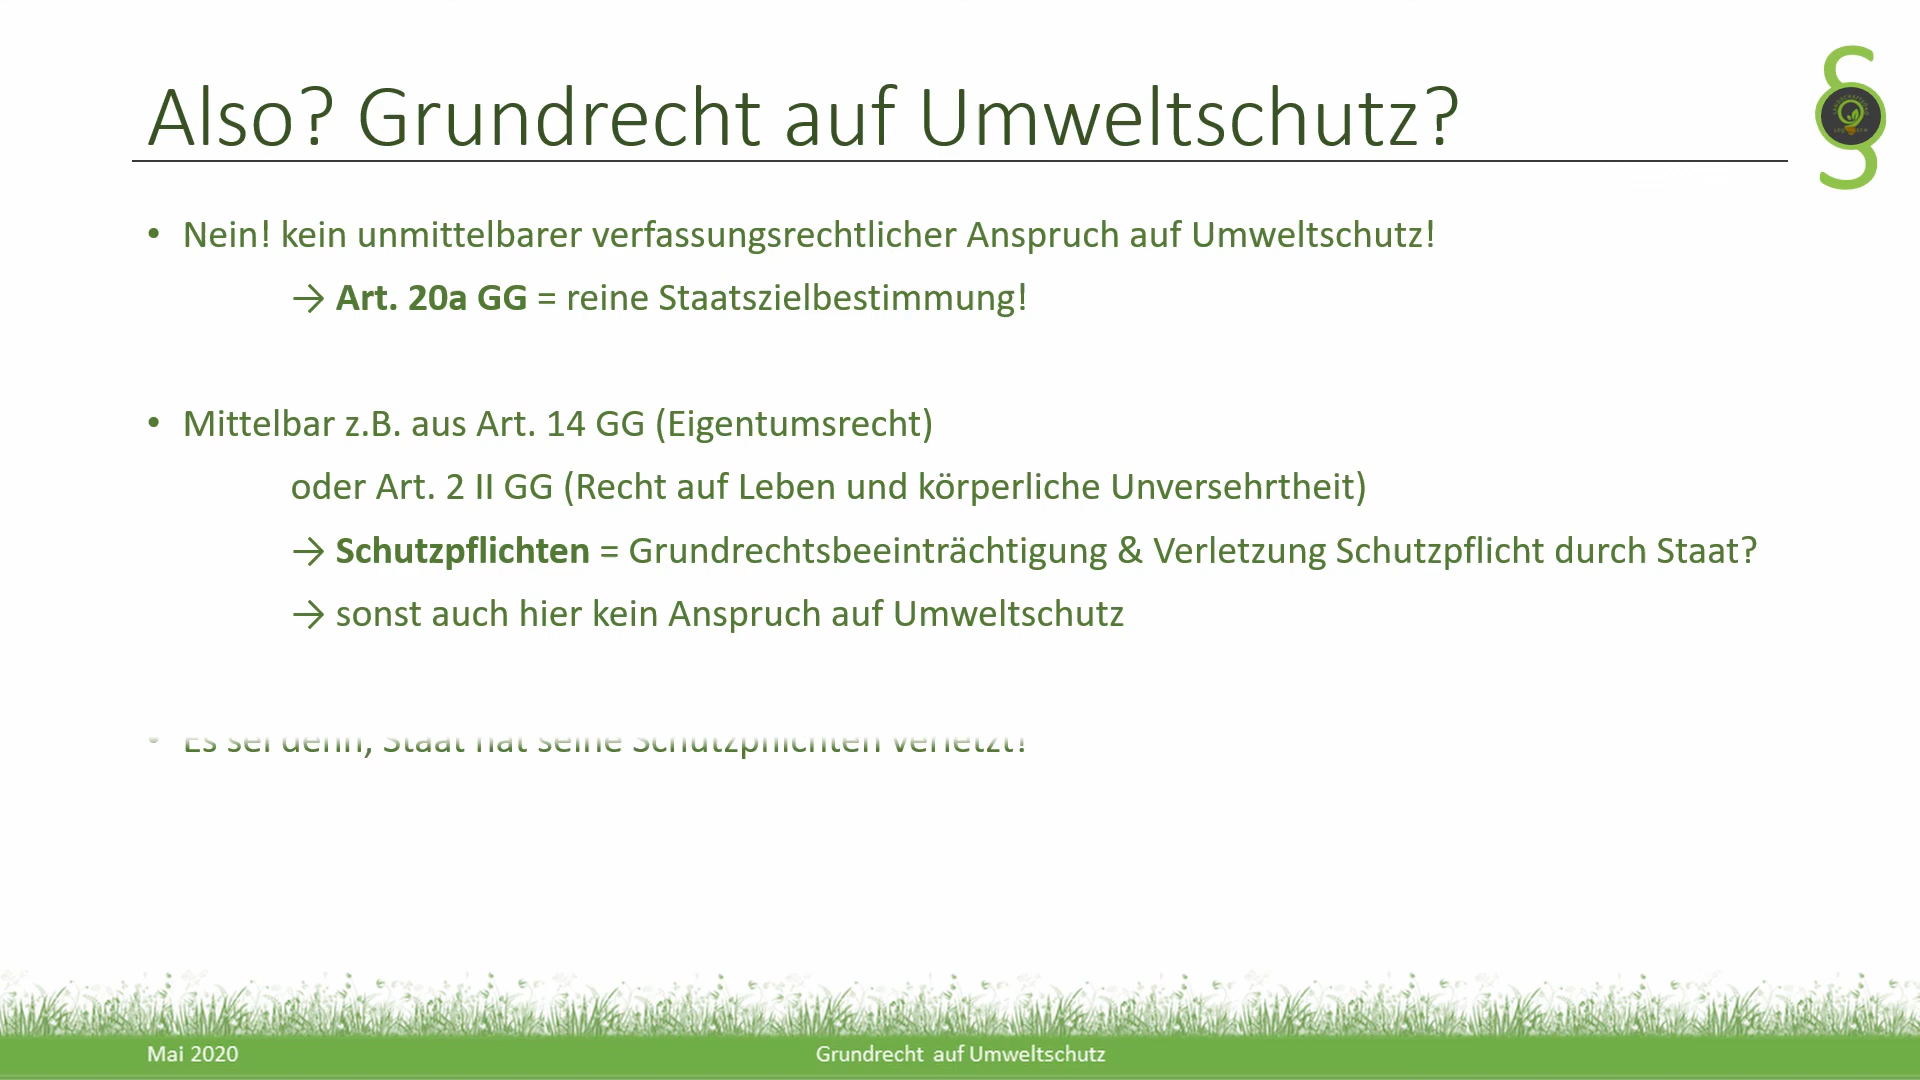 Also? Grundrecht auf Umweltschutz?
• Nein! kein unmittelbarer verfassungsrechtlicher Anspruch auf Umweltschutz!
→ Art. 20a GG = reine Staatszielbestimmung!
• Mittelbar z.B. aus Art. 14 GG (Eigentumsrecht)
oder Art. 2 II GG (Recht auf Leben und körperliche Unversehrtheit)
→ Schutzpflichten = Grundrechtsbeeinträchtigung & Verletzung Schutzpflicht durch Staat?
→ sonst auch hier kein Anspruch auf Umweltschutz
• Es sei denn, Staat hat seine Schutzpflichten verletzt!
Mai 2020
Grundrecht auf Umweltschutz